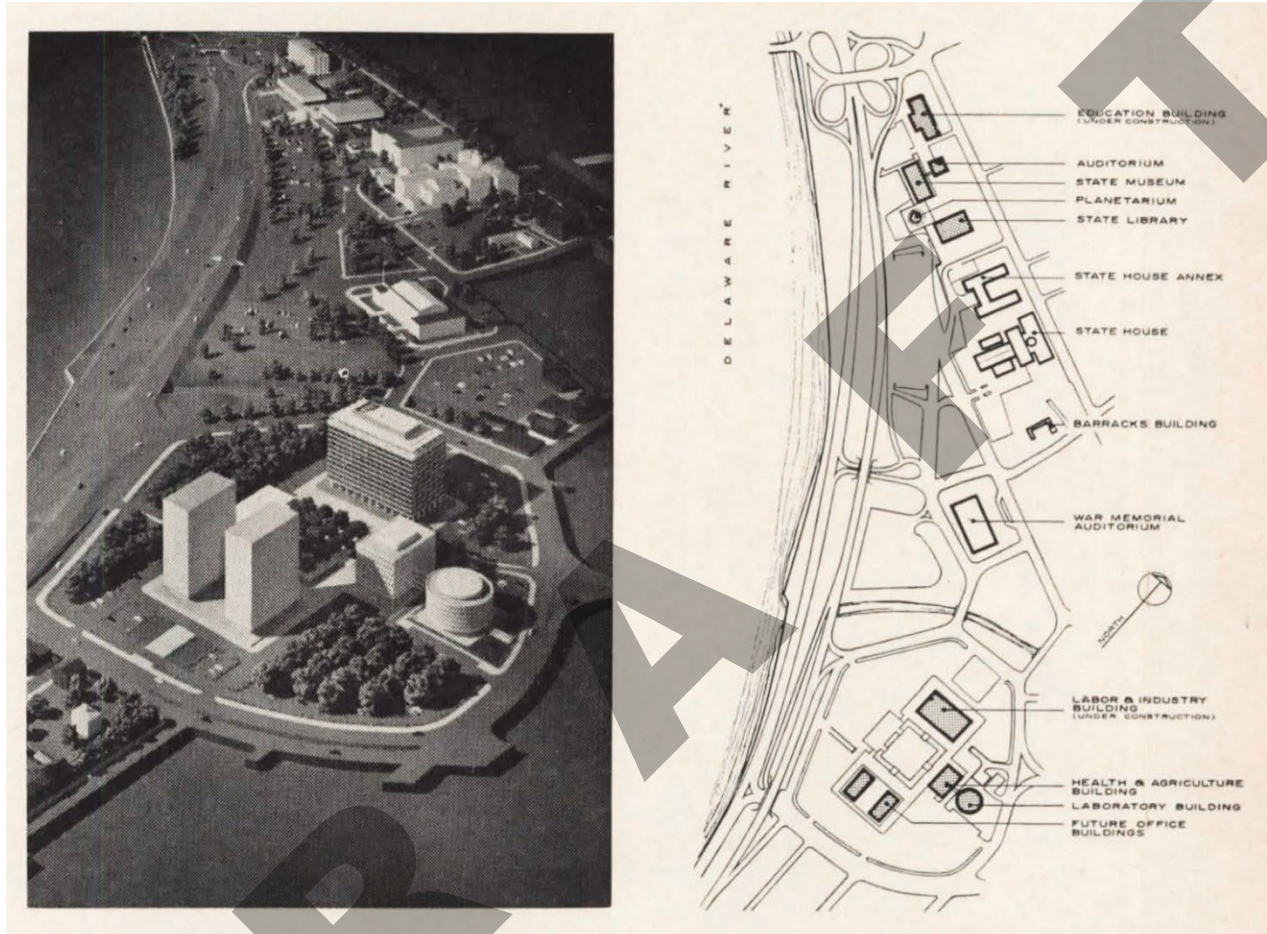 DELAWARE RIVER
EDUCATION BUILDING
(UNDER CONSTRUCTION)
AUDITORIUM
STATE MUSEUM
PLANETARIUM
STATE LIBRARY
STATE HOUSE ANNEX
STATE HOUSE
BARRACKS BUILDING
WAR MEMORIAL
AUDITORIUM
NORTH
LABOR & INDUSTRY
BUILDING
(UNDER CONSTRUCTION)
HEALTH & AGRICULTURE
BUILDING
LABORATORY BUILDING
FUTURE OFFICE
BUILDINGS
DRAFT